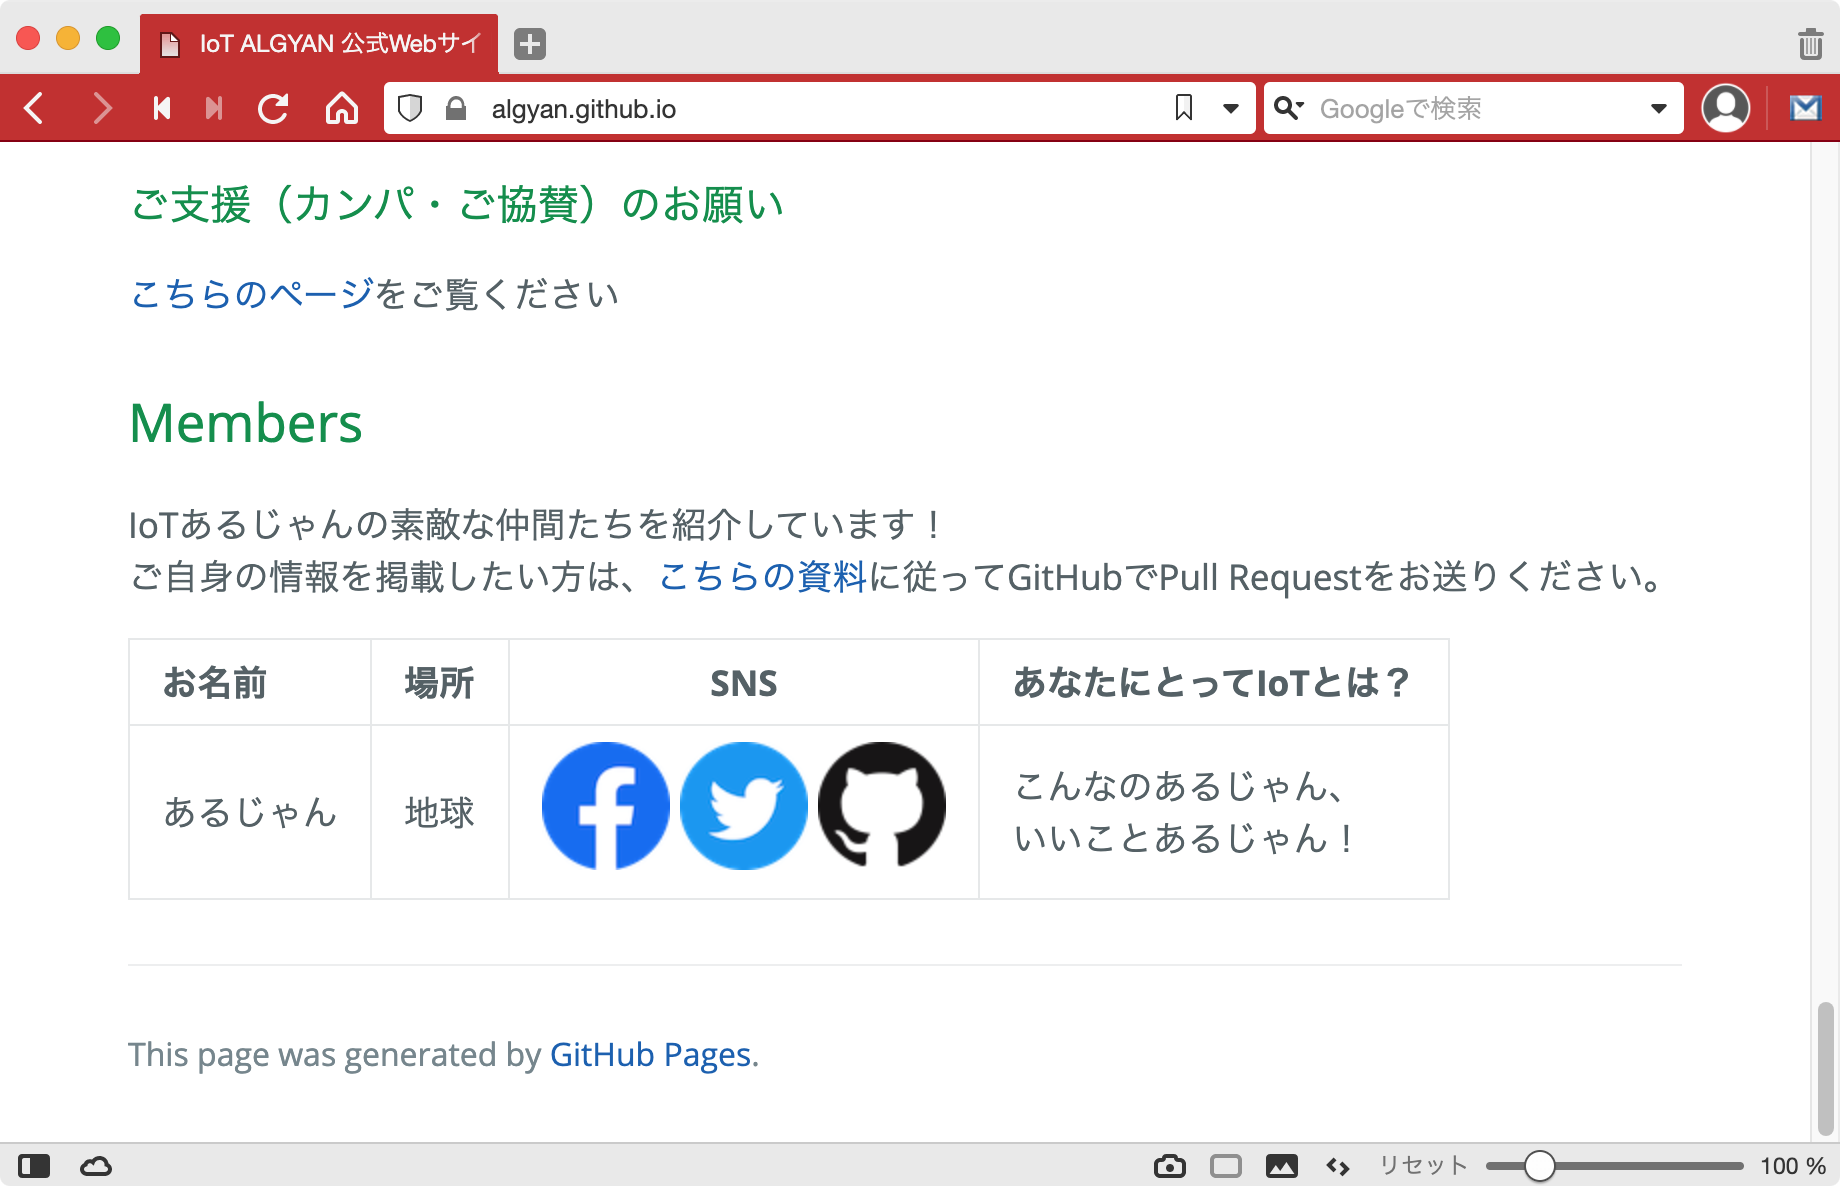 IoT ALGYAN 公式Webサイ
algyan.github.io
Googleで検索
ご支援（カンパ・ご協賛）のお願い
こちらのページをご覧ください
Members
IoTあるじゃんの素敵な仲間たちを紹介しています！
ご自身の情報を掲載したい方は、こちらの資料に従ってGitHubでPull Requestをお送りください。
お名前 場所 SNS あなたにとってIoTとは？
あるじゃん 地球 こんなのあるじゃん、
いいことあるじゃん！
This page was generated by GitHub Pages.
リセット 100 %